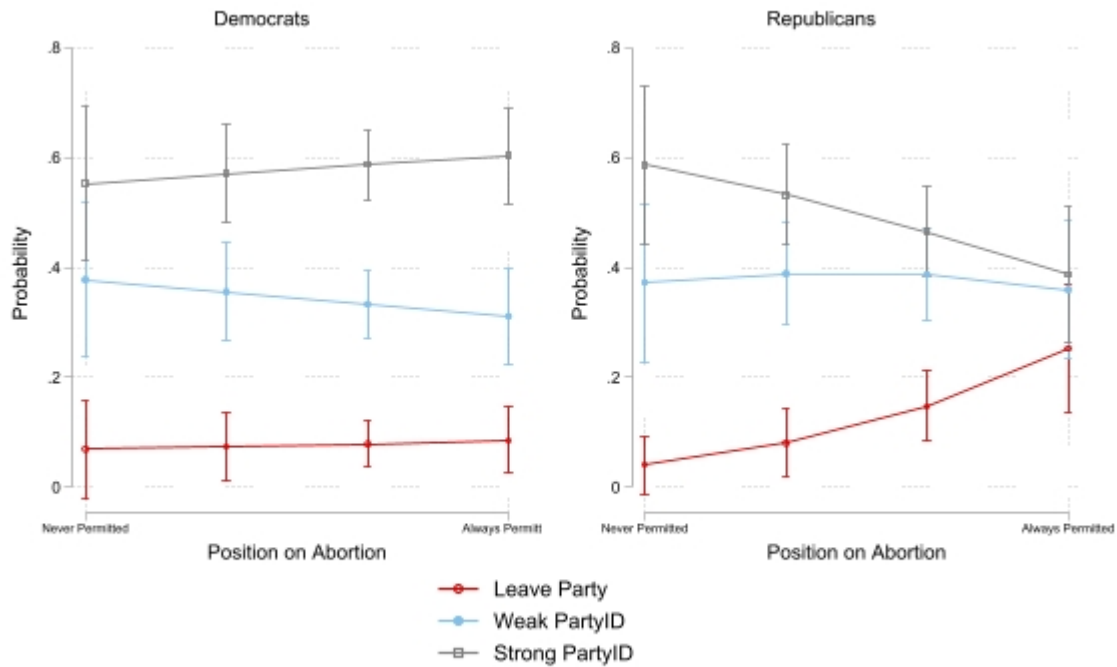 Democrats
Republicans
.8
.6
.4
.2
0
Probability
.8
.6
.4
.2
0
Probability
Never Permitted
Always Permitt
Never Permitted
Always Permitted
Position on Abortion
Position on Abortion
Leave Party
Weak PartyID
Strong PartyID